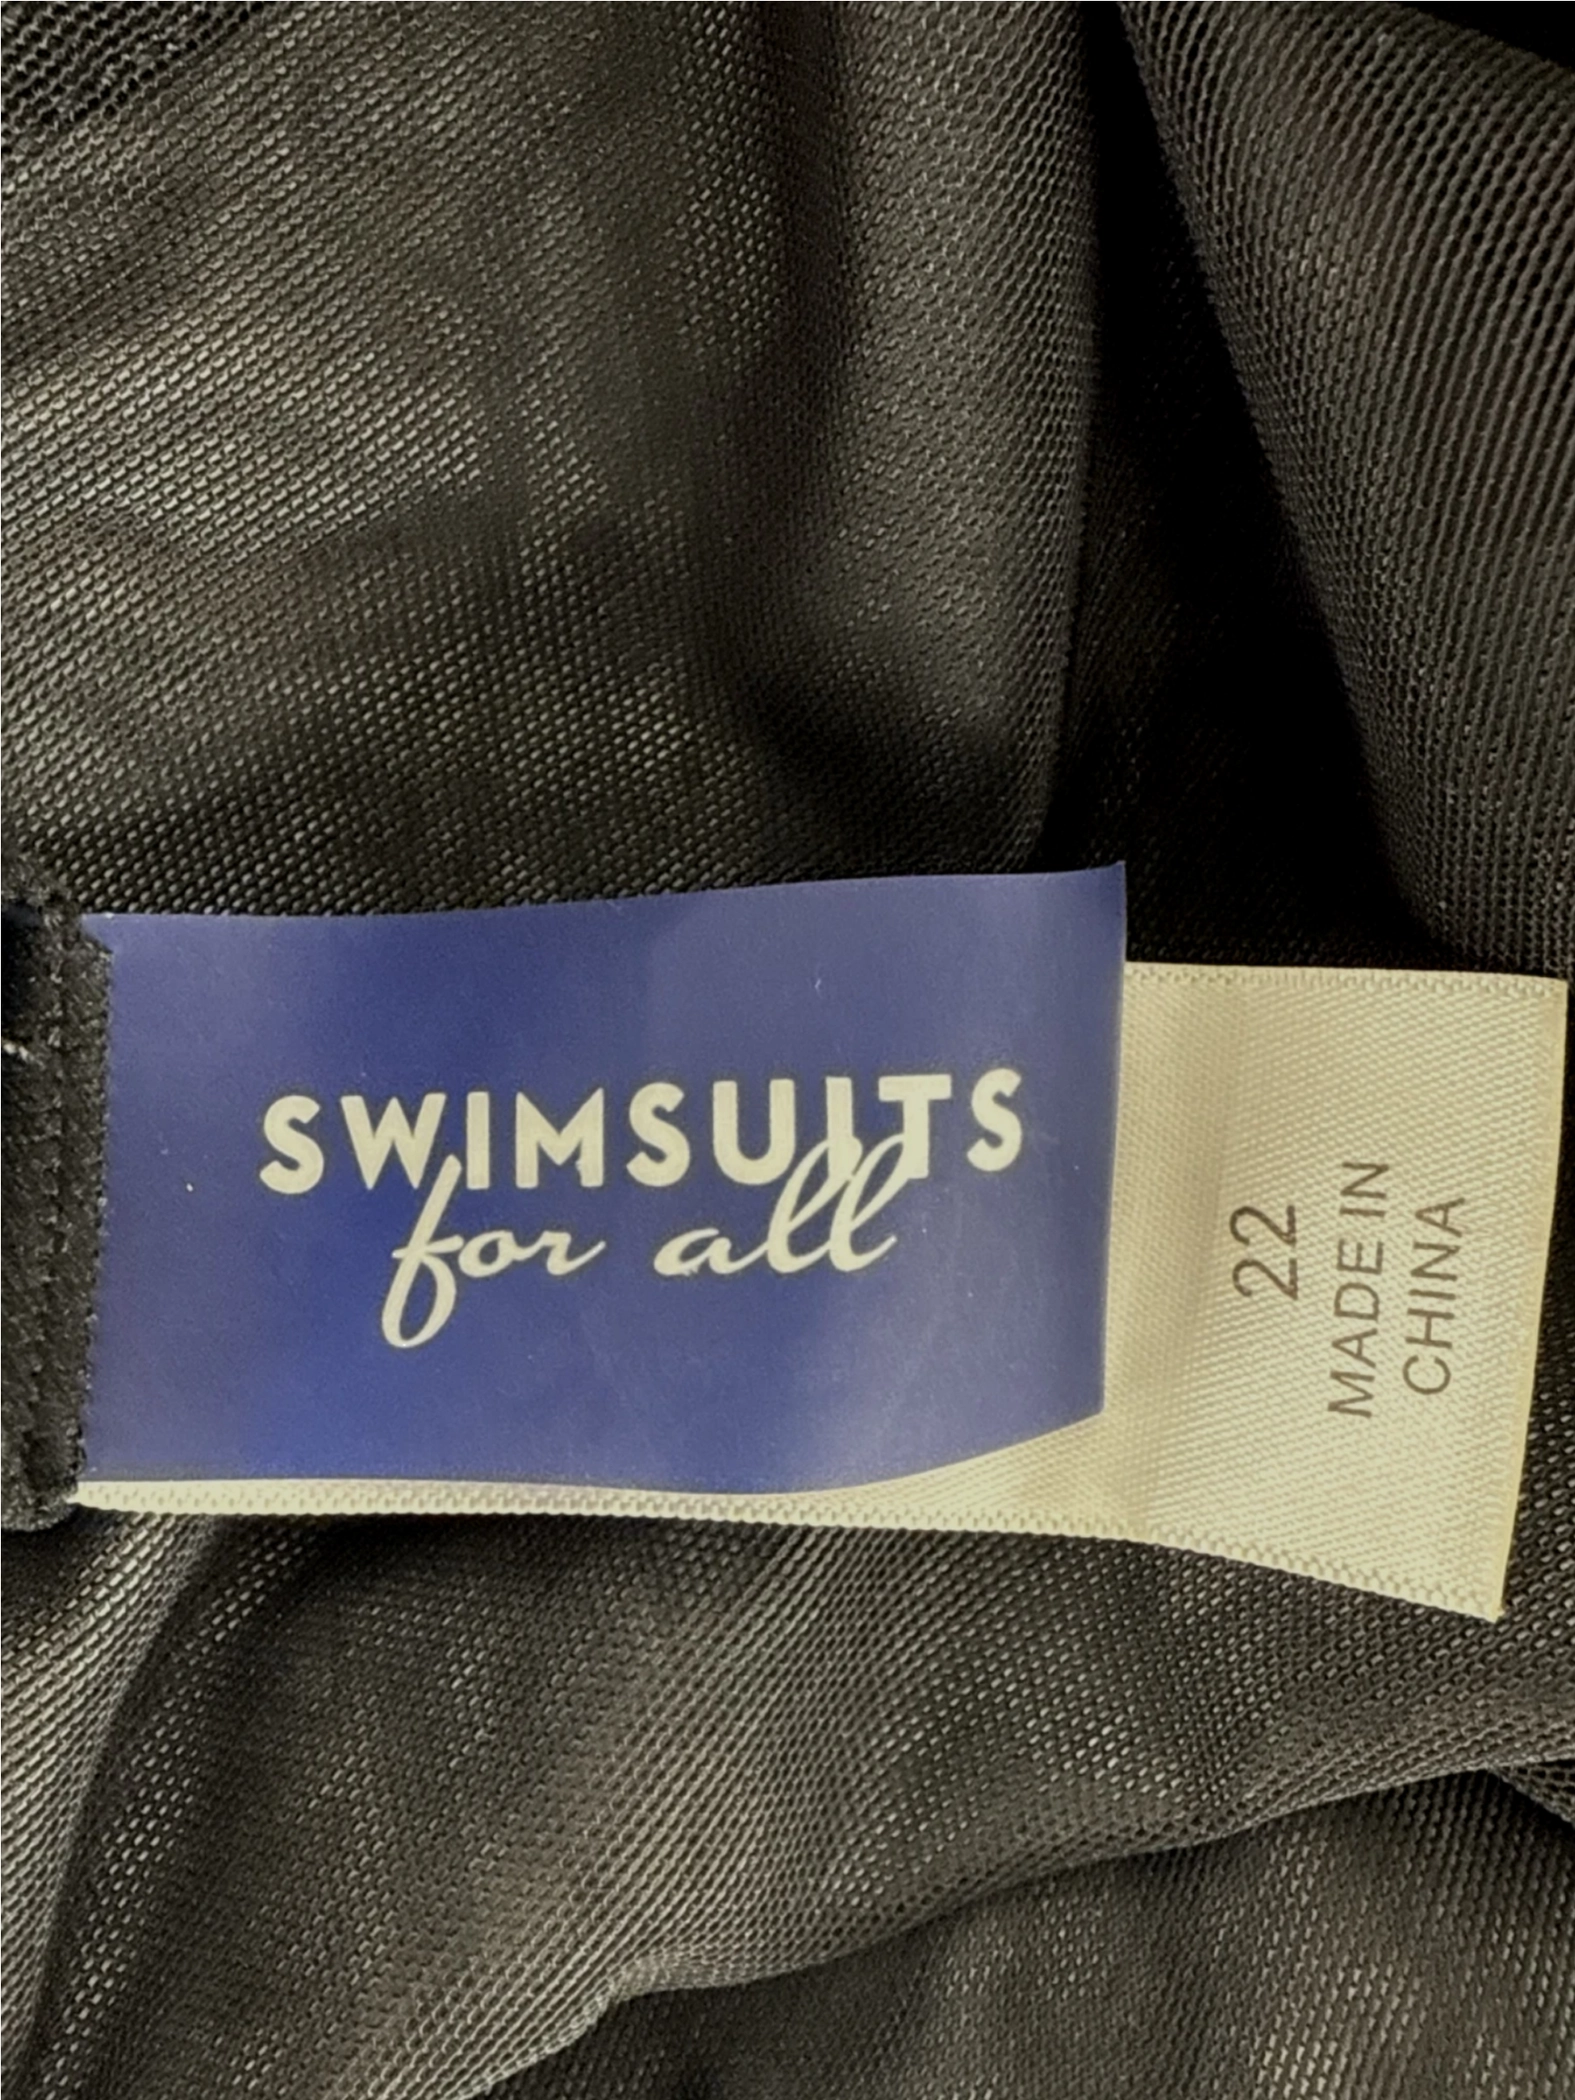 SWIMSUITS
for all
22
MADE IN
CHINA